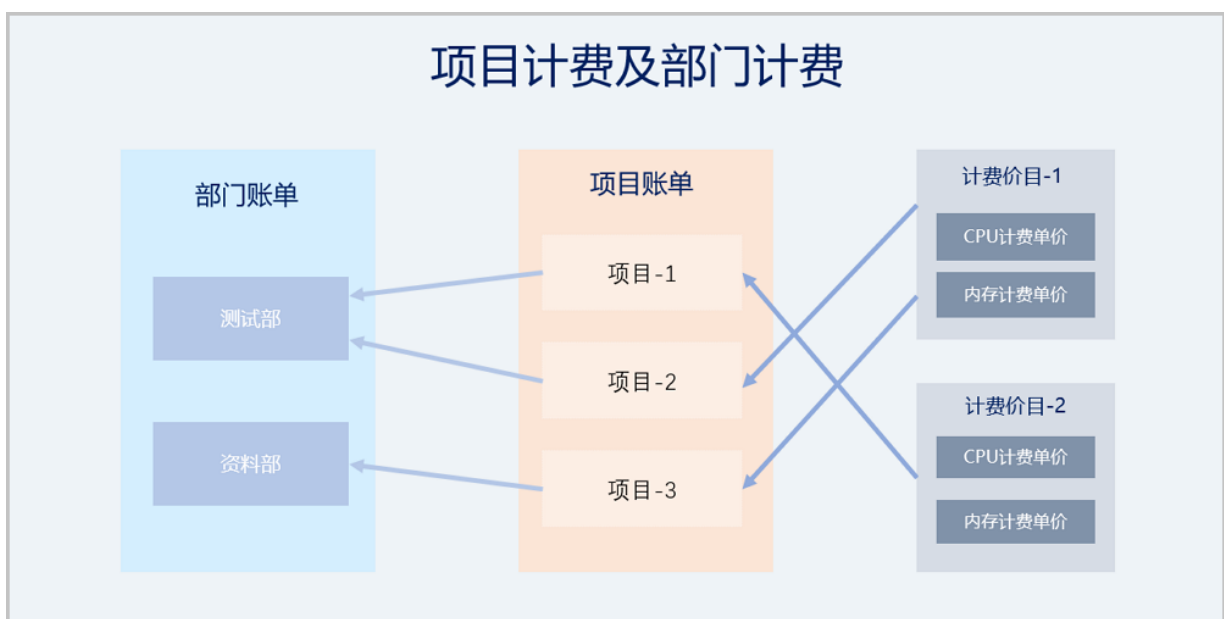 项目计费及部门计费
部门账单
测试部
资料部
项目账单
项目-1
项目-2
项目-3
计费价目-1
CPU计费单价
内存计费单价
计费价目-2
CPU计费单价
内存计费单价